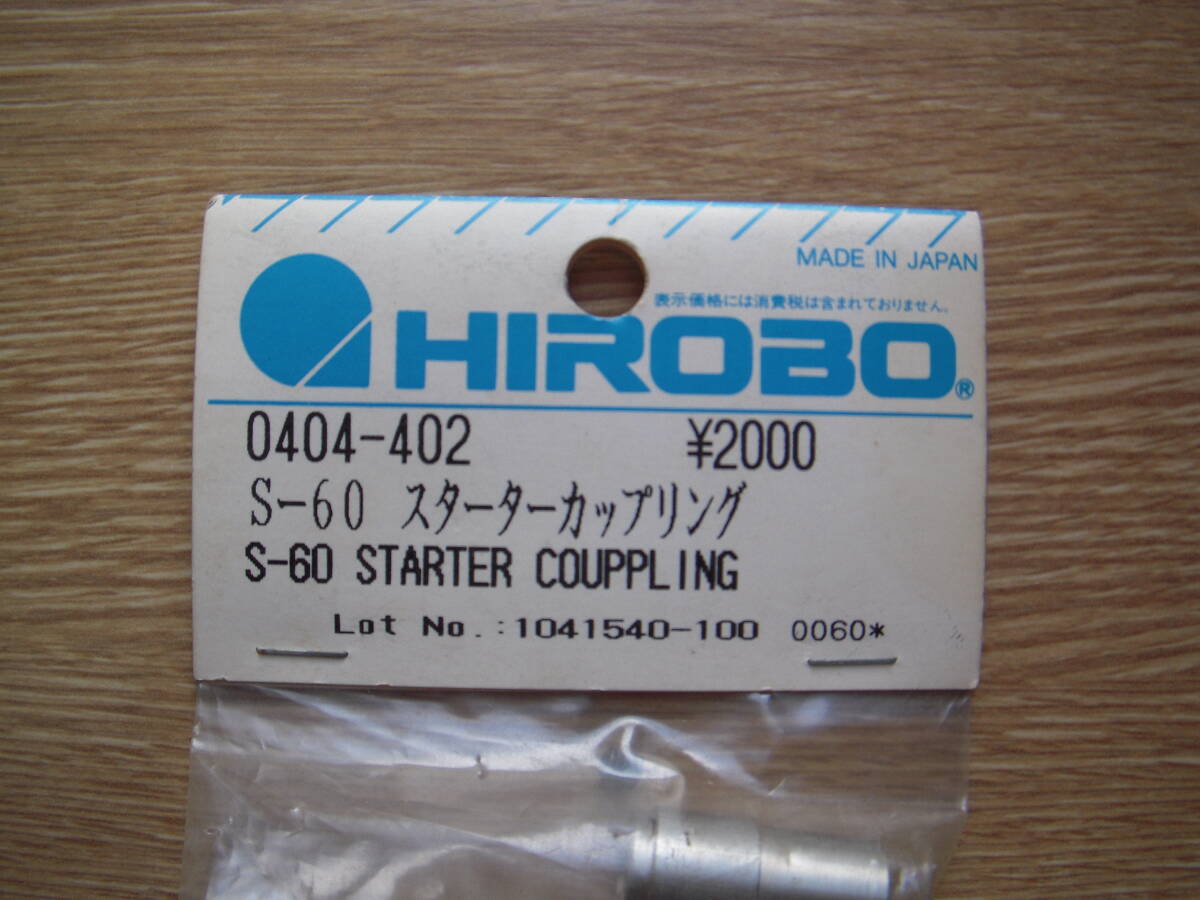 MADE IN JAPAN
表示価格には消費税は含まれておりません。
HIROBO®
0404-402 ¥2000
S-60 スターターカップリング
S-60 STARTER COUPPLING
Lot No.:1041540-100 0060*